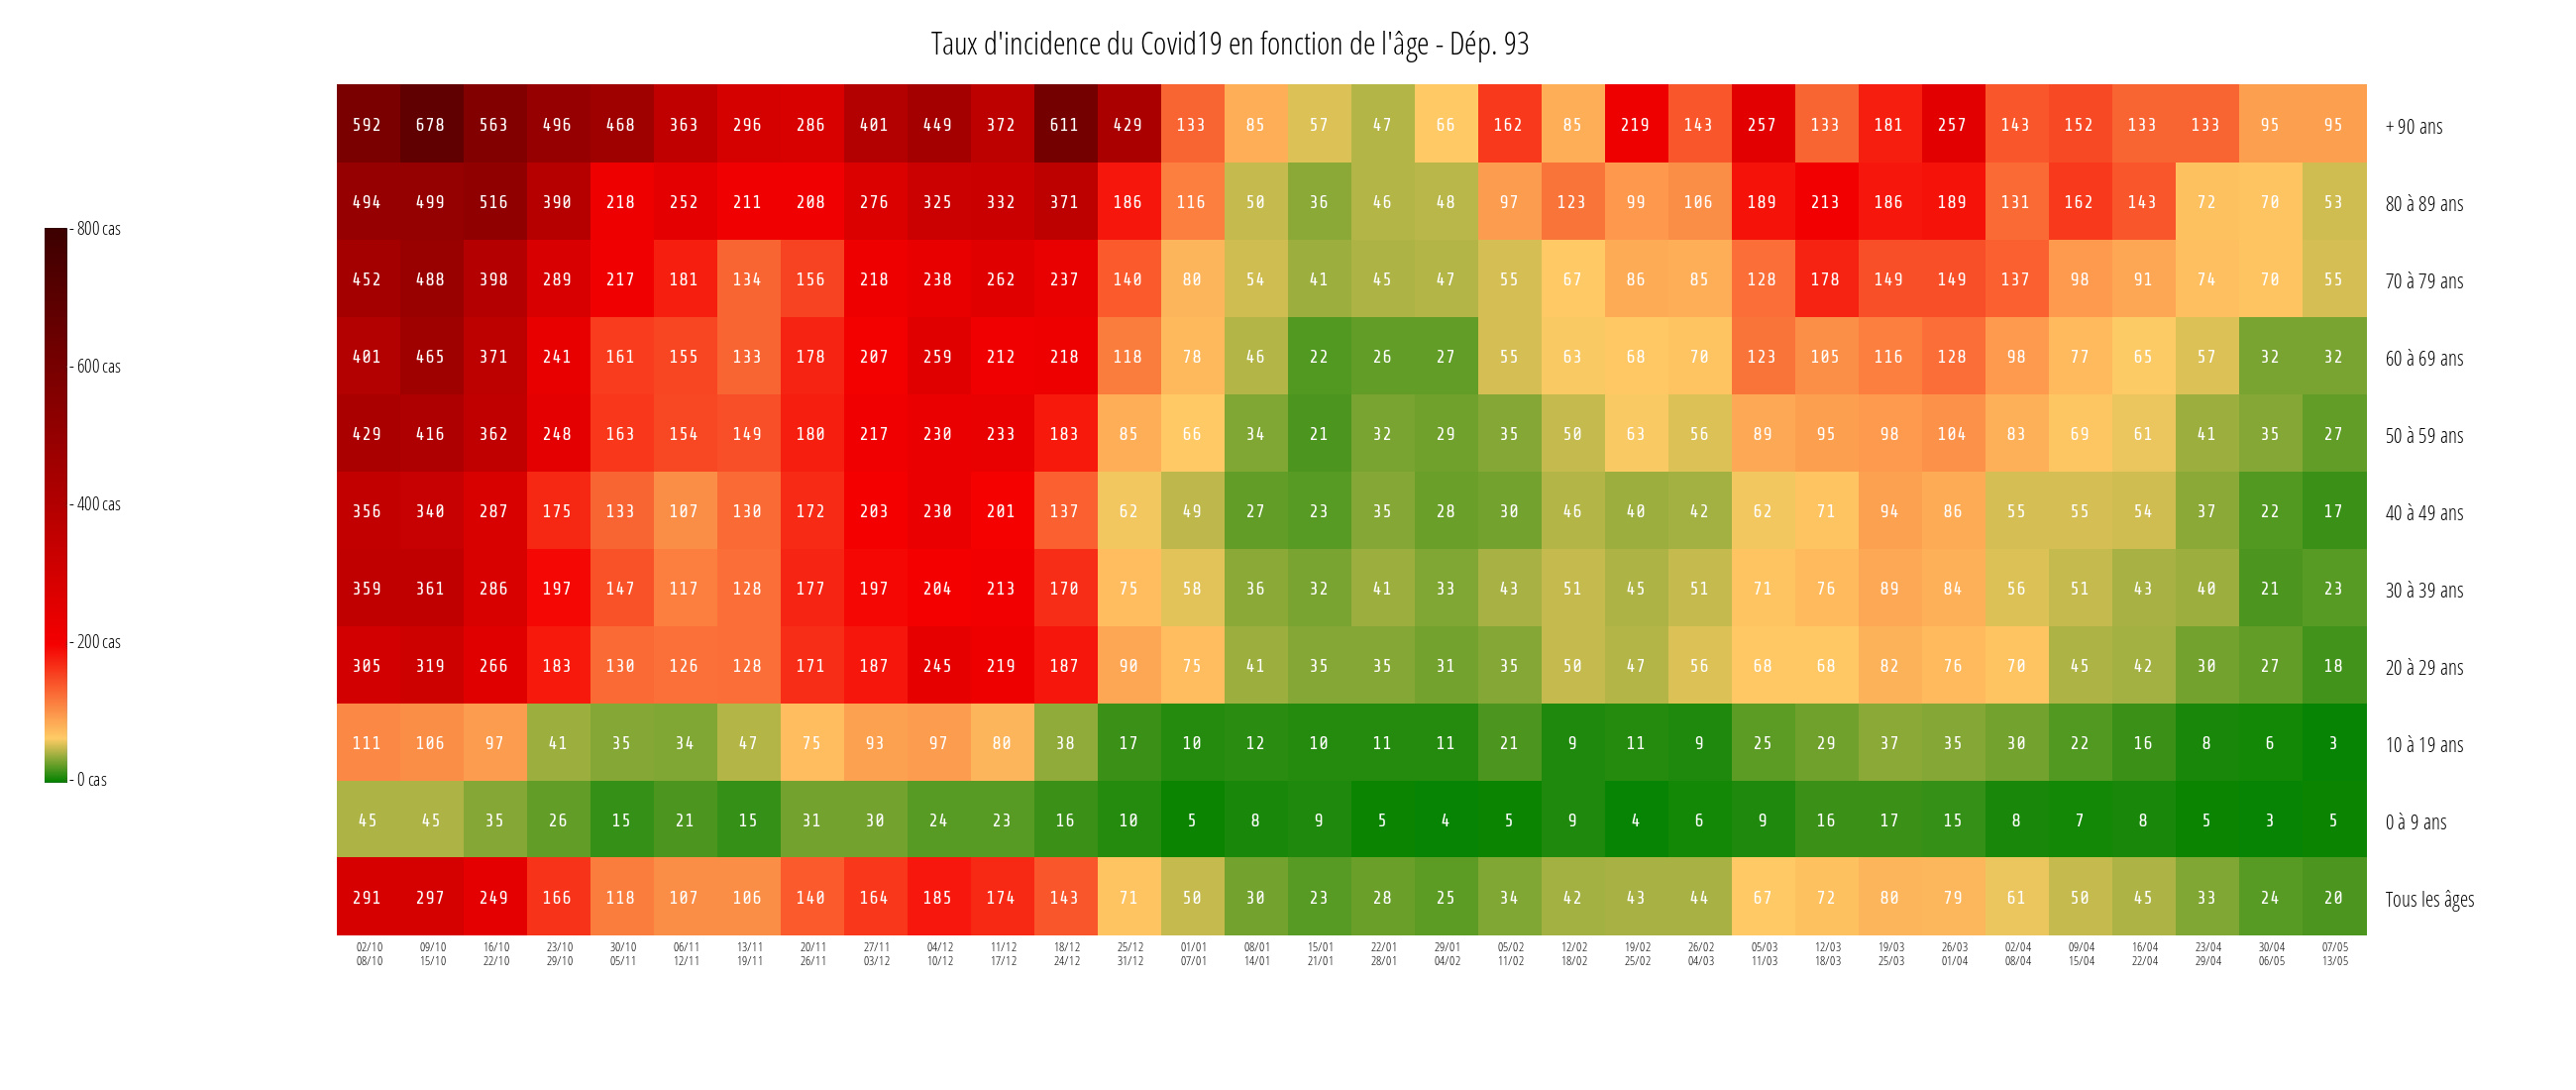 Taux d'incidence du Covid19 en fonction de l'âge - Dép. 93
- 800 cas
- 600 cas
- 400 cas
- 200 cas
- 0 cas
592 678 563 496 468 363 296 286 401 449 372 611 429 133 85 57 47 66 162 85 219 143 257 133 181 257 143 152 133 133 95 95 + 90 ans
494 499 516 390 218 252 211 208 276 325 332 371 186 116 50 36 46 48 97 123 99 106 189 213 186 189 131 162 143 72 70 53 80 à 89 ans
452 488 398 289 217 181 134 156 218 238 262 237 140 80 54 41 45 47 55 67 86 85 128 178 149 149 137 98 91 74 70 55 70 à 79 ans
401 465 371 241 161 155 133 178 207 259 212 218 118 78 46 22 26 27 55 63 68 70 123 105 116 128 98 77 65 57 32 32 60 à 69 ans
429 416 362 248 163 154 149 180 217 230 233 183 85 66 34 21 32 29 35 50 63 56 89 95 98 104 83 69 61 41 35 27 50 à 59 ans
356 340 287 175 133 107 130 172 203 230 201 137 62 49 27 23 35 28 30 46 40 42 62 71 94 86 55 55 54 37 22 17 40 à 49 ans
359 361 286 197 147 117 128 177 197 204 213 170 75 58 36 32 41 33 43 51 45 51 71 76 89 84 56 51 43 40 21 23 30 à 39 ans
305 319 266 183 130 126 128 171 187 245 219 187 90 75 41 35 35 31 35 50 47 56 68 68 82 76 70 45 42 30 27 18 20 à 29 ans
111 106 97 41 35 34 47 75 93 97 80 38 17 10 12 10 11 11 21 9 11 9 25 29 37 35 30 22 16 8 6 3 10 à 19 ans
45 45 35 26 15 21 15 31 30 24 23 16 10 5 8 9 5 4 5 9 4 6 9 16 17 15 8 7 8 5 3 5 0 à 9 ans
291 297 249 166 118 107 106 140 164 185 174 143 71 50 30 23 28 25 34 42 43 44 67 72 80 79 61 50 45 33 24 20 Tous les âges
02/10 09/10 16/10 23/10 30/10 06/11 13/11 20/11 27/11 04/12 11/12 18/12 25/12 01/01 08/01 15/01 22/01 29/01 05/02 12/02 19/02 26/02 05/03 12/03 19/03 26/03 02/04 09/04 16/04 23/04 30/04 07/05
08/10 15/10 22/10 29/10 05/11 12/11 19/11 26/11 03/12 10/12 17/12 24/12 31/12 07/01 14/01 21/01 28/01 04/02 11/02 18/02 25/02 04/03 11/03 18/03 25/03 01/04 08/04 15/04 22/04 29/04 06/05 13/05